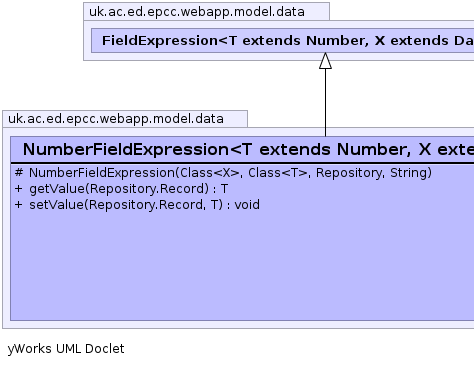 uk.ac.ed.epcc.webapp.model.data
FieldExpression<T extends Number, X extends Da
uk.ac.ed.epcc.webapp.model.data
NumberFieldExpression<T extends Number, X exte
# NumberFieldExpression(Class<X>, Class<T>, Repository, String)
+ getValue(Repository.Record) : T
+ setValue(Repository.Record, T) : void
yWorks UML Doclet